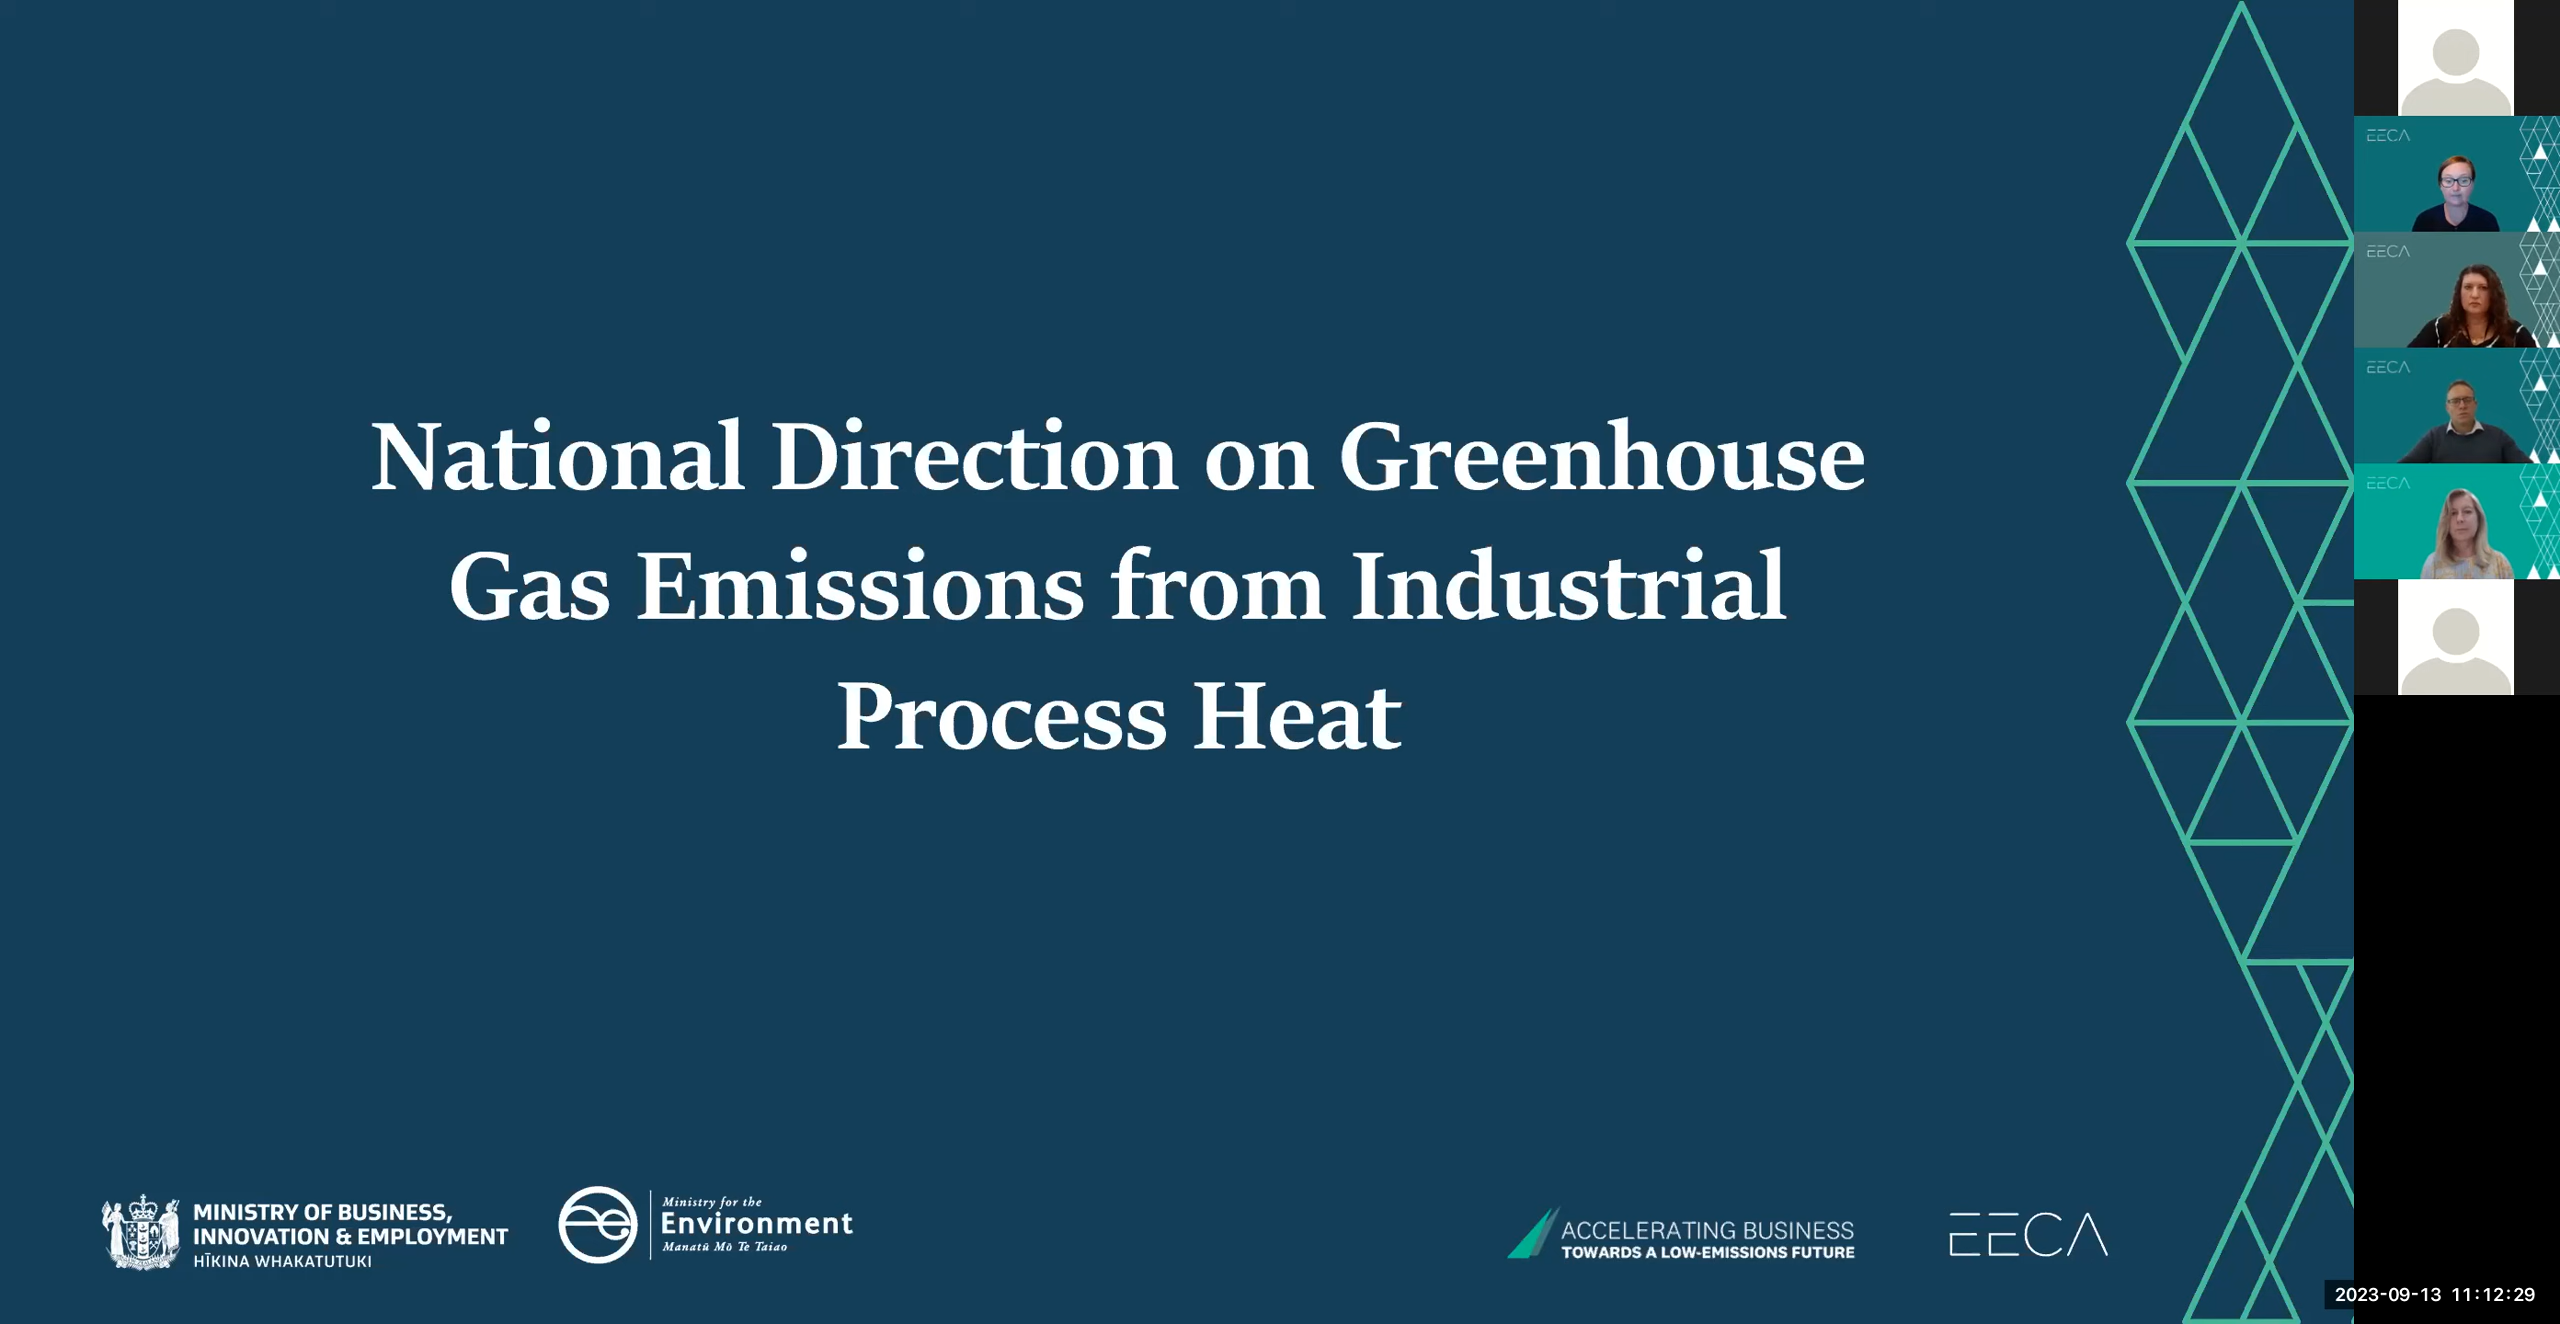 National Direction on Greenhouse
Gas Emissions from Industrial
Process Heat
MINISTRY OF BUSINESS,
INNOVATION & EMPLOYMENT
HĪKINA WHAKATUTUKI
Ministry for the
Environment
Manatū Mō Te Taiao
ACCELERATING BUSINESS
TOWARDS A LOW-EMISSIONS FUTURE
EECA
EECA
EECA
EECA
EECA
2023-09-13 11:12:29